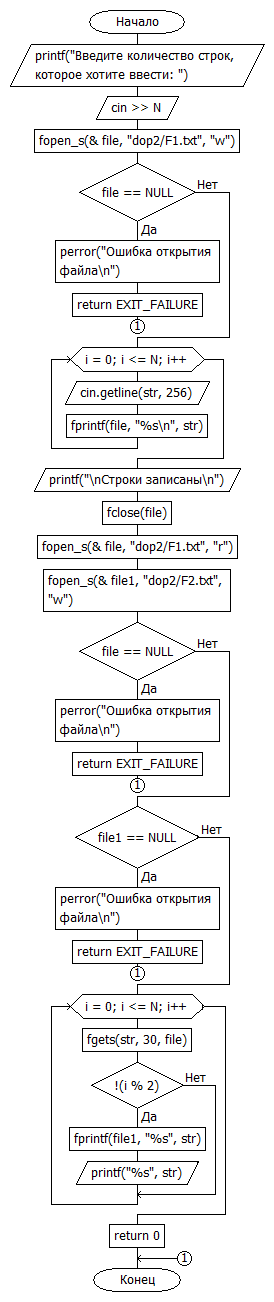 Начало
printf("Введите количество строк,
которое хотите ввести: ")
cin >> N
fopen_s(& file, "dop2/F1.txt", "w")
file == NULL
Нет
Да
perror("Ошибка открытия
файла\n")
return EXIT_FAILURE
1
i = 0; i <= N; i++
cin.getline(str, 256)
fprintf(file, "%s\n", str)
printf("\nСтроки записаны\n")
fclose(file)
fopen_s(& file, "dop2/F1.txt", "r")
fopen_s(& file1, "dop2/F2.txt",
"w")
file == NULL
Нет
Да
perror("Ошибка открытия
файла\n")
return EXIT_FAILURE
1
file1 == NULL
Нет
Да
perror("Ошибка открытия
файла\n")
return EXIT_FAILURE
1
i = 0; i <= N; i++
fgets(str, 30, file)
!(i % 2)
Нет
Да
fprintf(file1, "%s", str)
printf("%s", str)
return 0
1
Конец